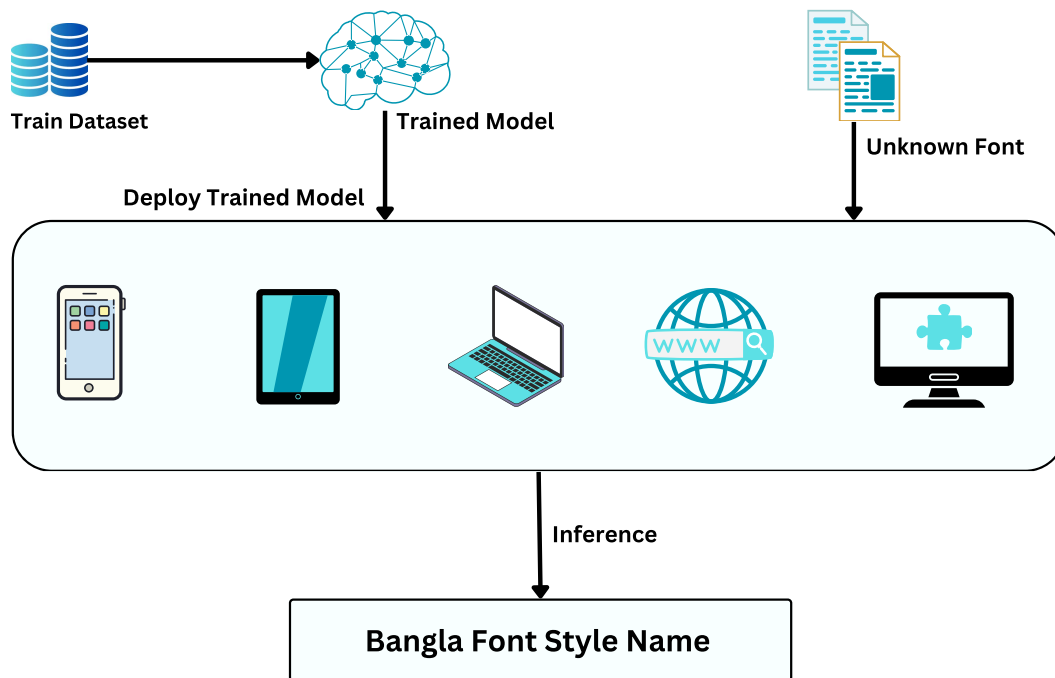 Train Dataset
Trained Model
Unknown Font
Deploy Trained Model
WWW
Inference
Bangla Font Style Name